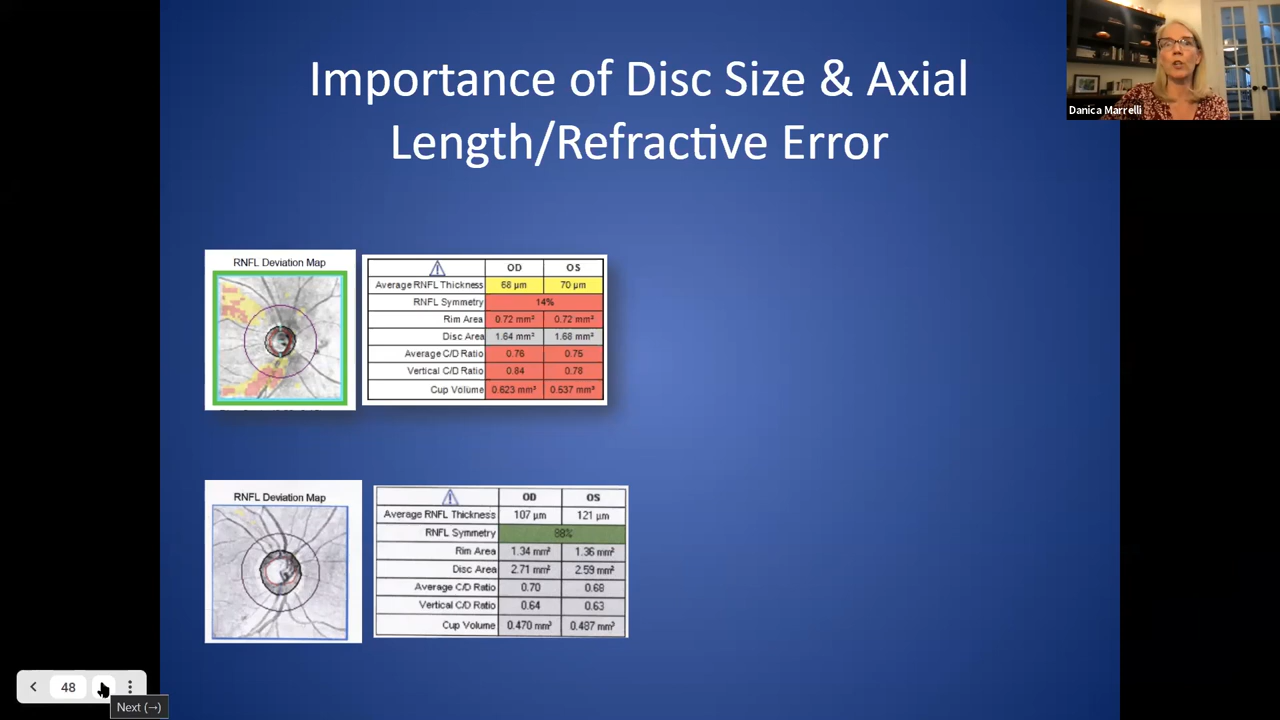 Importance of Disc Size & Axial
Length/Refractive Error
Danica Marrelli
RNFL Deviation Map
OD OS
Average RNFL Thickness 68 µm 70 µm
RNFL Symmetry 14%
Rim Area 0.72 mm² 0.72 mm²
Disc Area 1.64 mm² 1.68 mm²
Average C/D Ratio 0.76 0.75
Vertical C/D Ratio 0.84 0.78
Cup Volume 0.623 mm³ 0.537 mm³
RNFL Deviation Map
OD OS
Average RNFL Thickness 107 µm 121 µm
RNFL Symmetry 88%
Rim Area 1.34 mm² 1.36 mm²
Disc Area 2.71 mm² 2.59 mm²
Average C/D Ratio 0.70 0.68
Vertical C/D Ratio 0.64 0.63
Cup Volume 0.470 mm³ 0.487 mm³
48
Next (→)